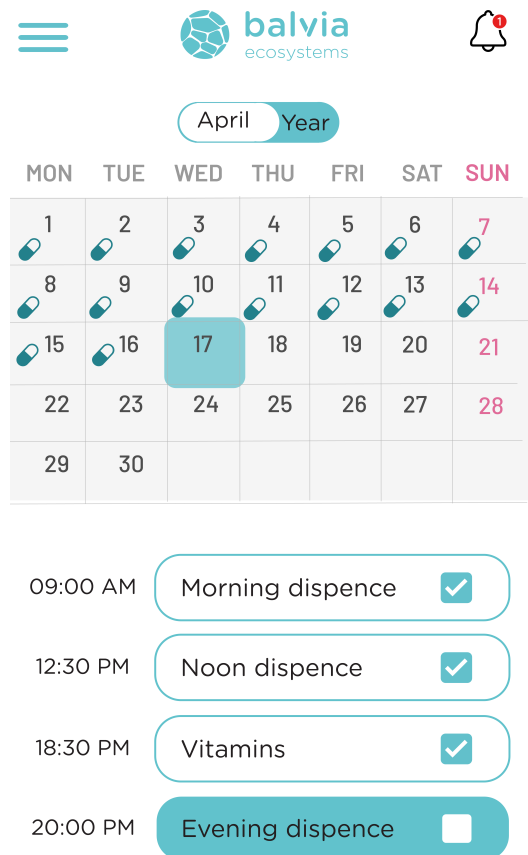 balvia
ecosystems
1
April Year
MON TUE WED THU FRI SAT SUN
1 2 3 4 5 6 7
8 9 10 11 12 13 14
15 16 17 18 19 20 21
22 23 24 25 26 27 28
29 30
09:00 AM Morning dispence
12:30 PM Noon dispence
18:30 PM Vitamins
20:00 PM Evening dispence